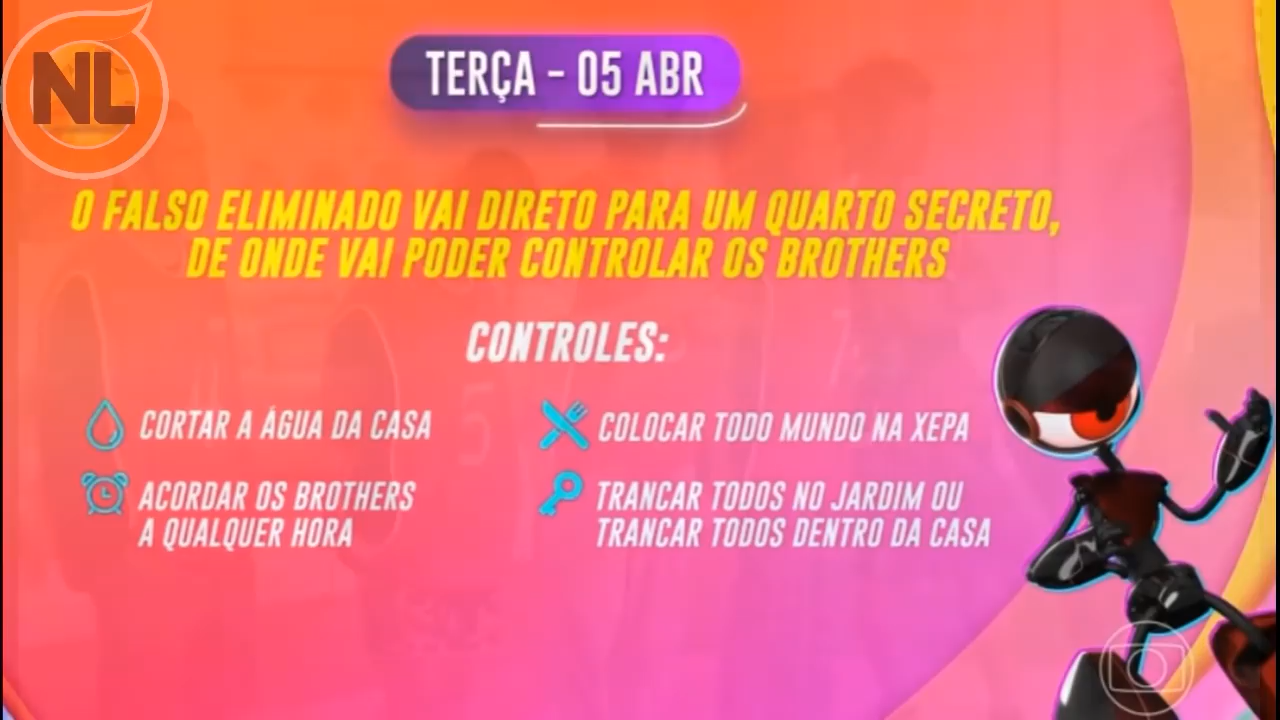 NL
TERÇA - 05 ABR
O FALSO ELIMINADO VAI DIRETO PARA UM QUARTO SECRETO,
DE ONDE VAI PODER CONTROLAR OS BROTHERS
CONTROLES:
CORTAR A ÁGUA DA CASA
ACORDAR OS BROTHERS
A QUALQUER HORA
COLOCAR TODO MUNDO NA XEPA
TRANCAR TODOS NO JARDIM OU
TRANCAR TODOS DENTRO DA CASA